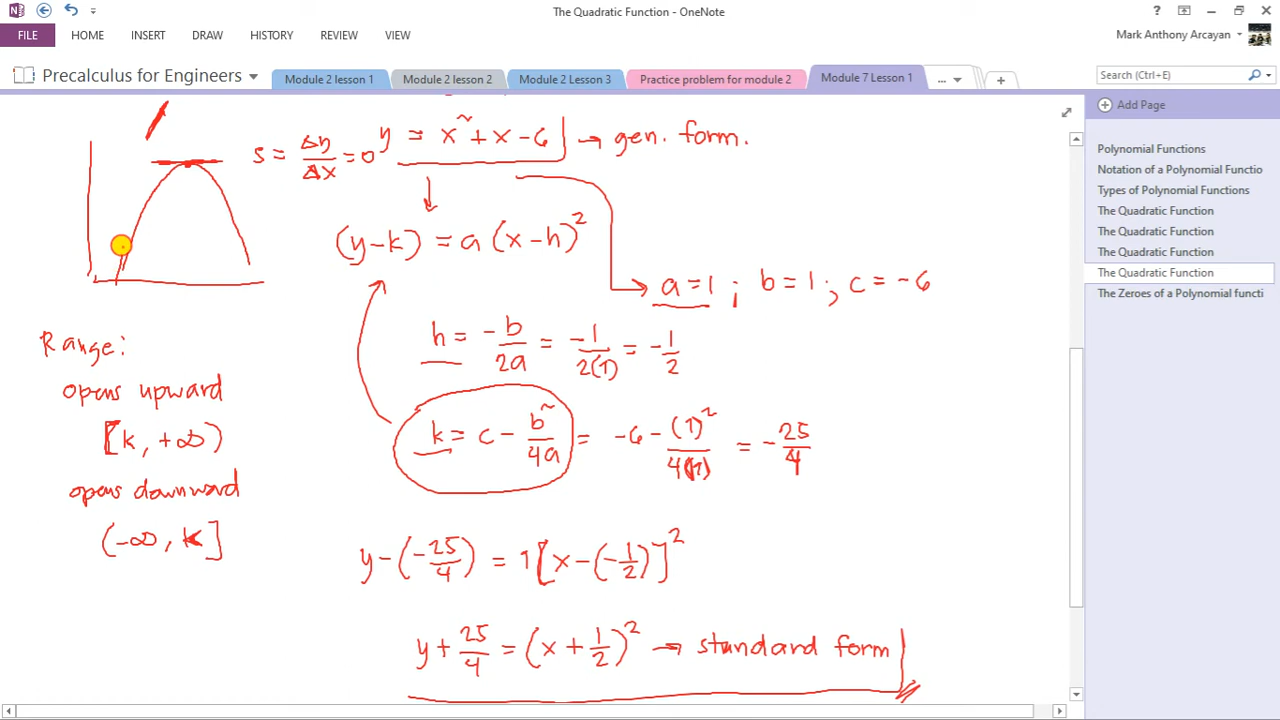 The Quadratic Function - OneNote
FILE HOME INSERT DRAW HISTORY REVIEW VIEW
Mark Anthony Arcayan
Precalculus for Engineers
Module 2 lesson 1
Module 2 lesson 2
Module 2 Lesson 3
Practice problem for module 2
Module 7 Lesson 1
...
Search (Ctrl+E)
Add Page
Polynomial Functions
Notation of a Polynomial Functio
Types of Polynomial Functions
The Quadratic Function
The Quadratic Function
The Quadratic Function
The Quadratic Function
The Zeroes of a Polynomial functi
s = Δy/Δx = 0
y = x² + x - 6 → gen. form.
(y-k) = a(x-h)²
a = 1 ; b = 1 ; c = -6
h = -b/2a = -1/2(1) = -1/2
k = c - b²/4a = -6 - (1)²/4(1) = -25/4
Range:
opens upward
[k, +∞)
opens downward
(-∞, k]
y-(-25/4) = 1[x-(-1/2)]²
y + 25/4 = (x + 1/2)² → standard form